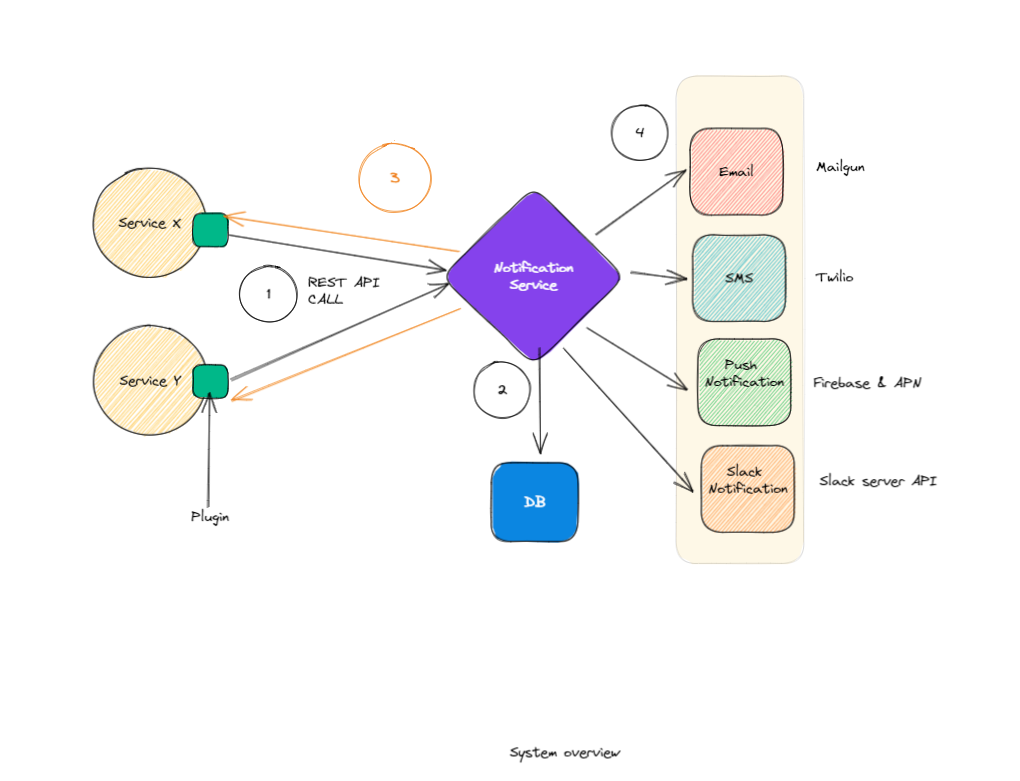 4
Email
Mailgun
3
Service X
Notification
Service
SMS
Twilio
1
REST API
CALL
Push
Notification
Firebase & APN
Service Y
2
Slack
Notification
Slack server API
DB
Plugin
System overview